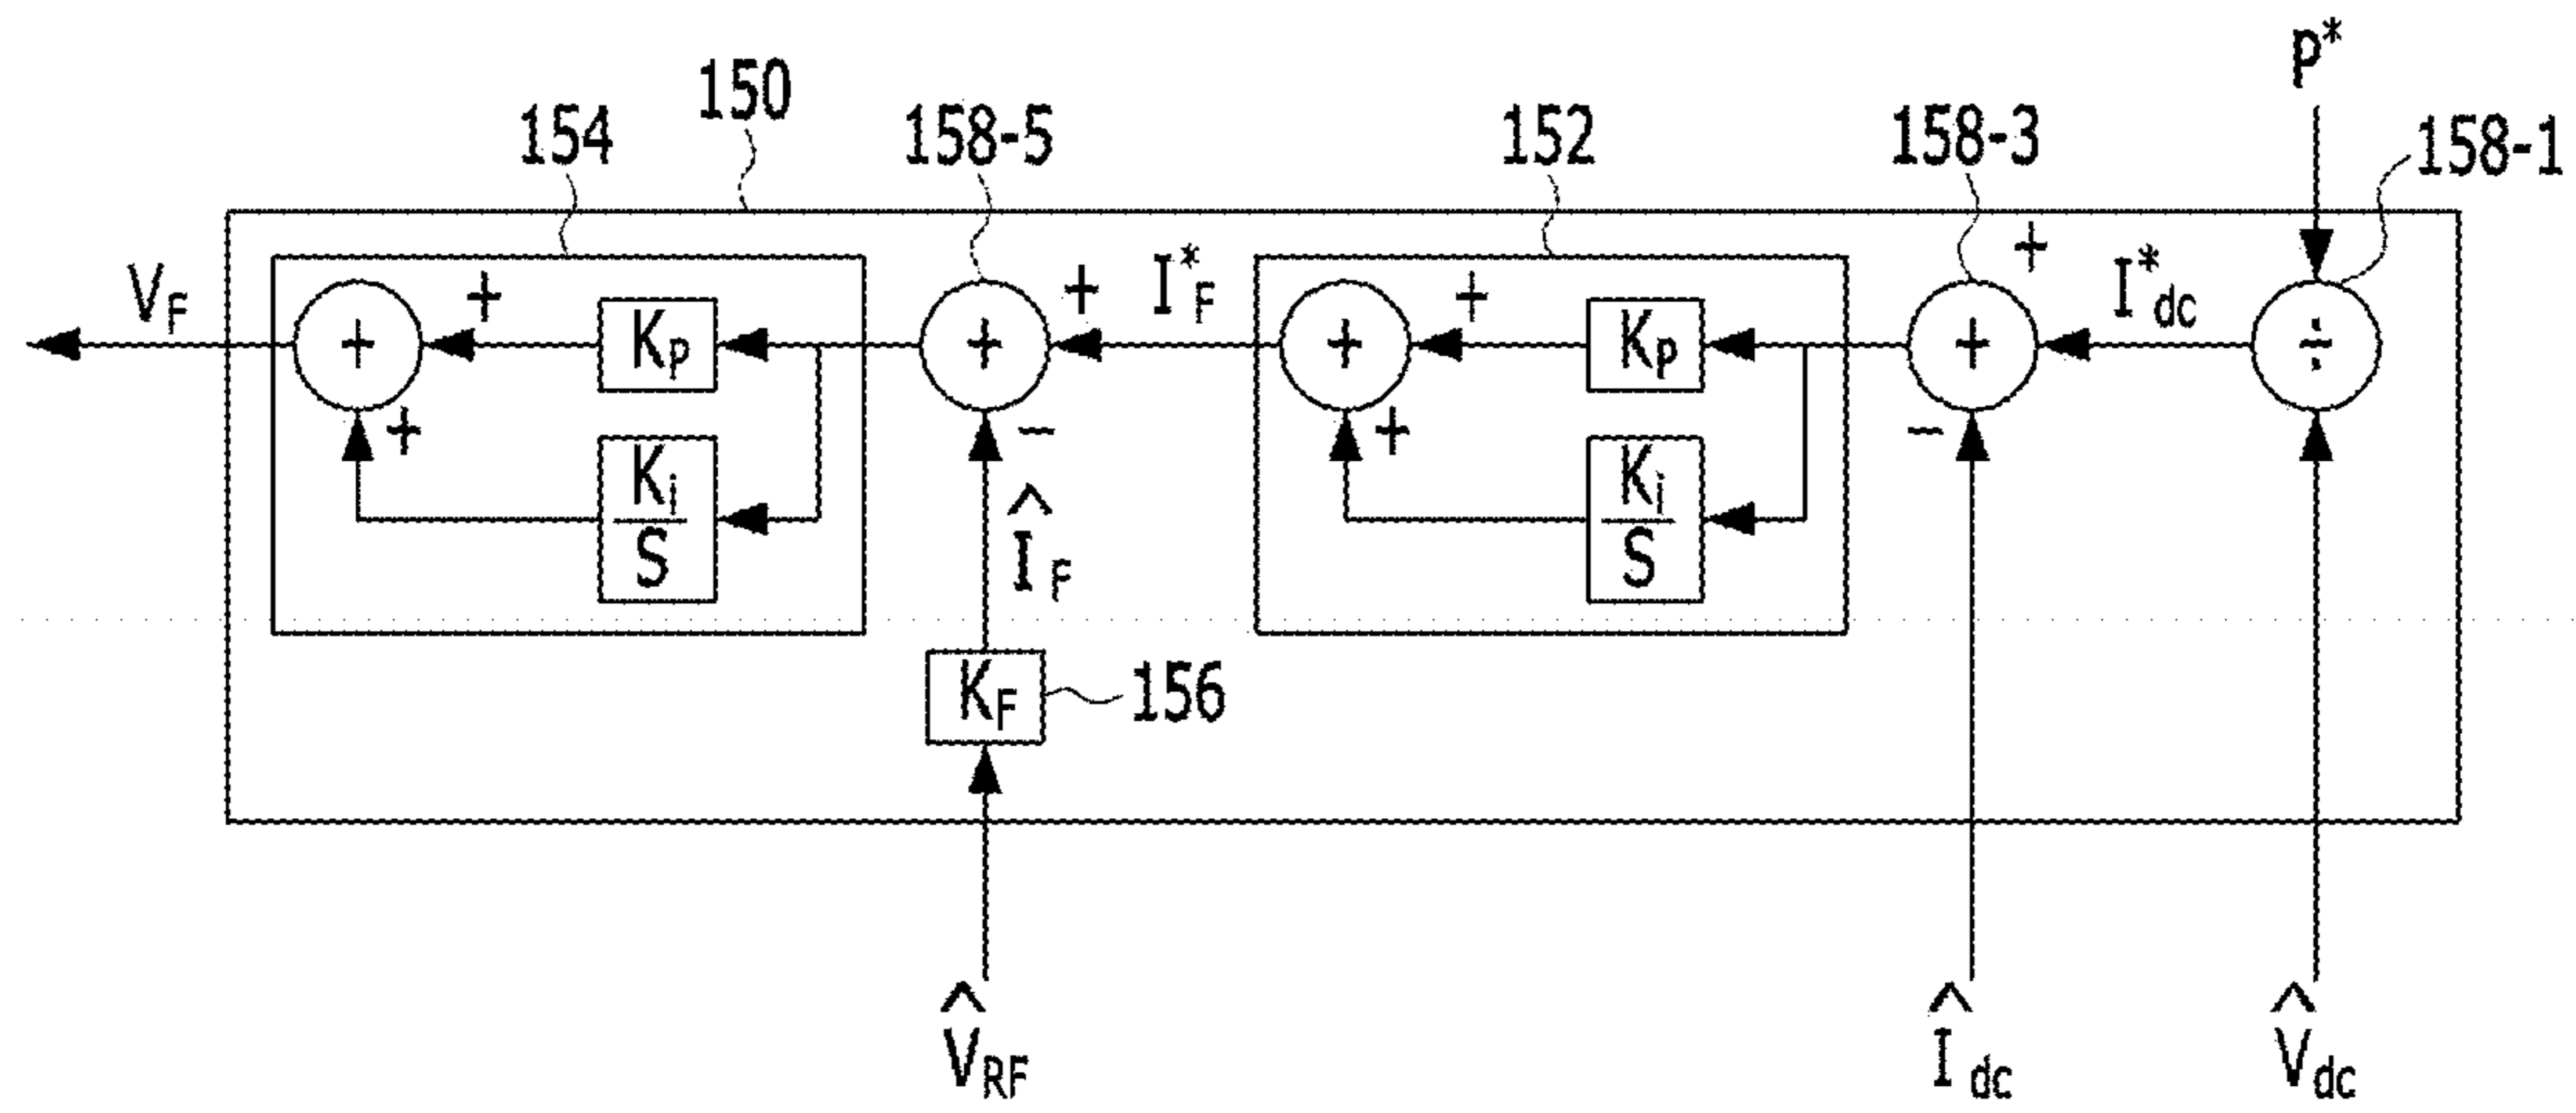 P*
150
154
158-5
152
158-3
158-1
V_F
+
+
K_P
+
+
I*_F
+
+
K_P
+
+
I*_dc
÷
+
K_i
S
−
+
K_i
S
−
Î_F
K_F
156
V̂_RF
Î_dc
V̂_dc